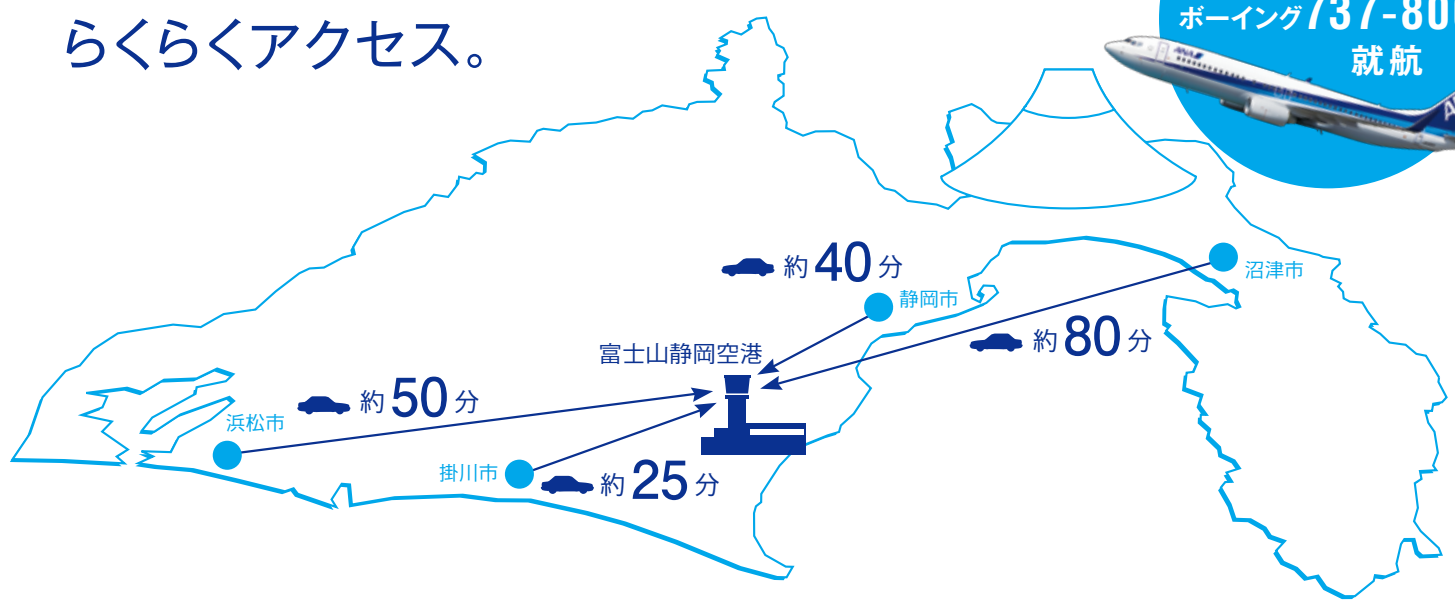 らくらくアクセス。
ボーイング737-80
就航
ANA
約40分
静岡市
沼津市
富士山静岡空港
約80分
約50分
浜松市
掛川市
約25分